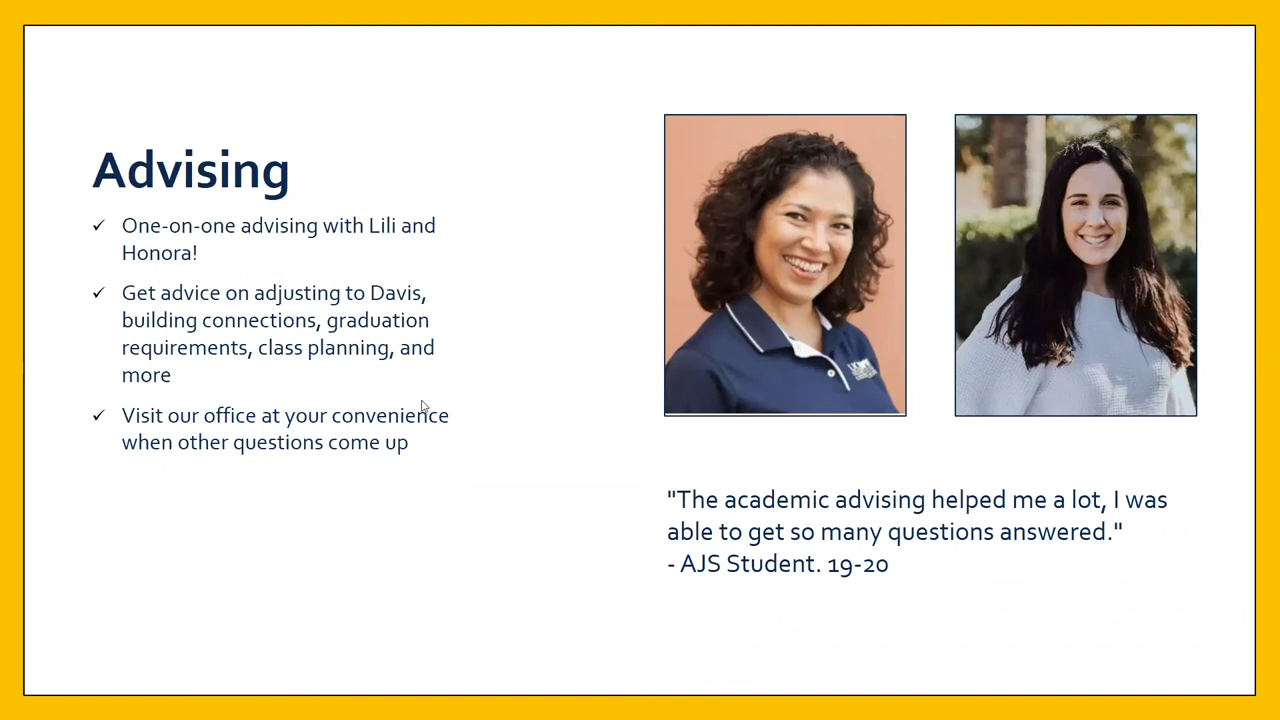 Advising
✓ One-on-one advising with Lili and
Honora!
✓ Get advice on adjusting to Davis,
building connections, graduation
requirements, class planning, and
more
✓ Visit our office at your convenience
when other questions come up
"The academic advising helped me a lot, I was
able to get so many questions answered."
- AJS Student. 19-20